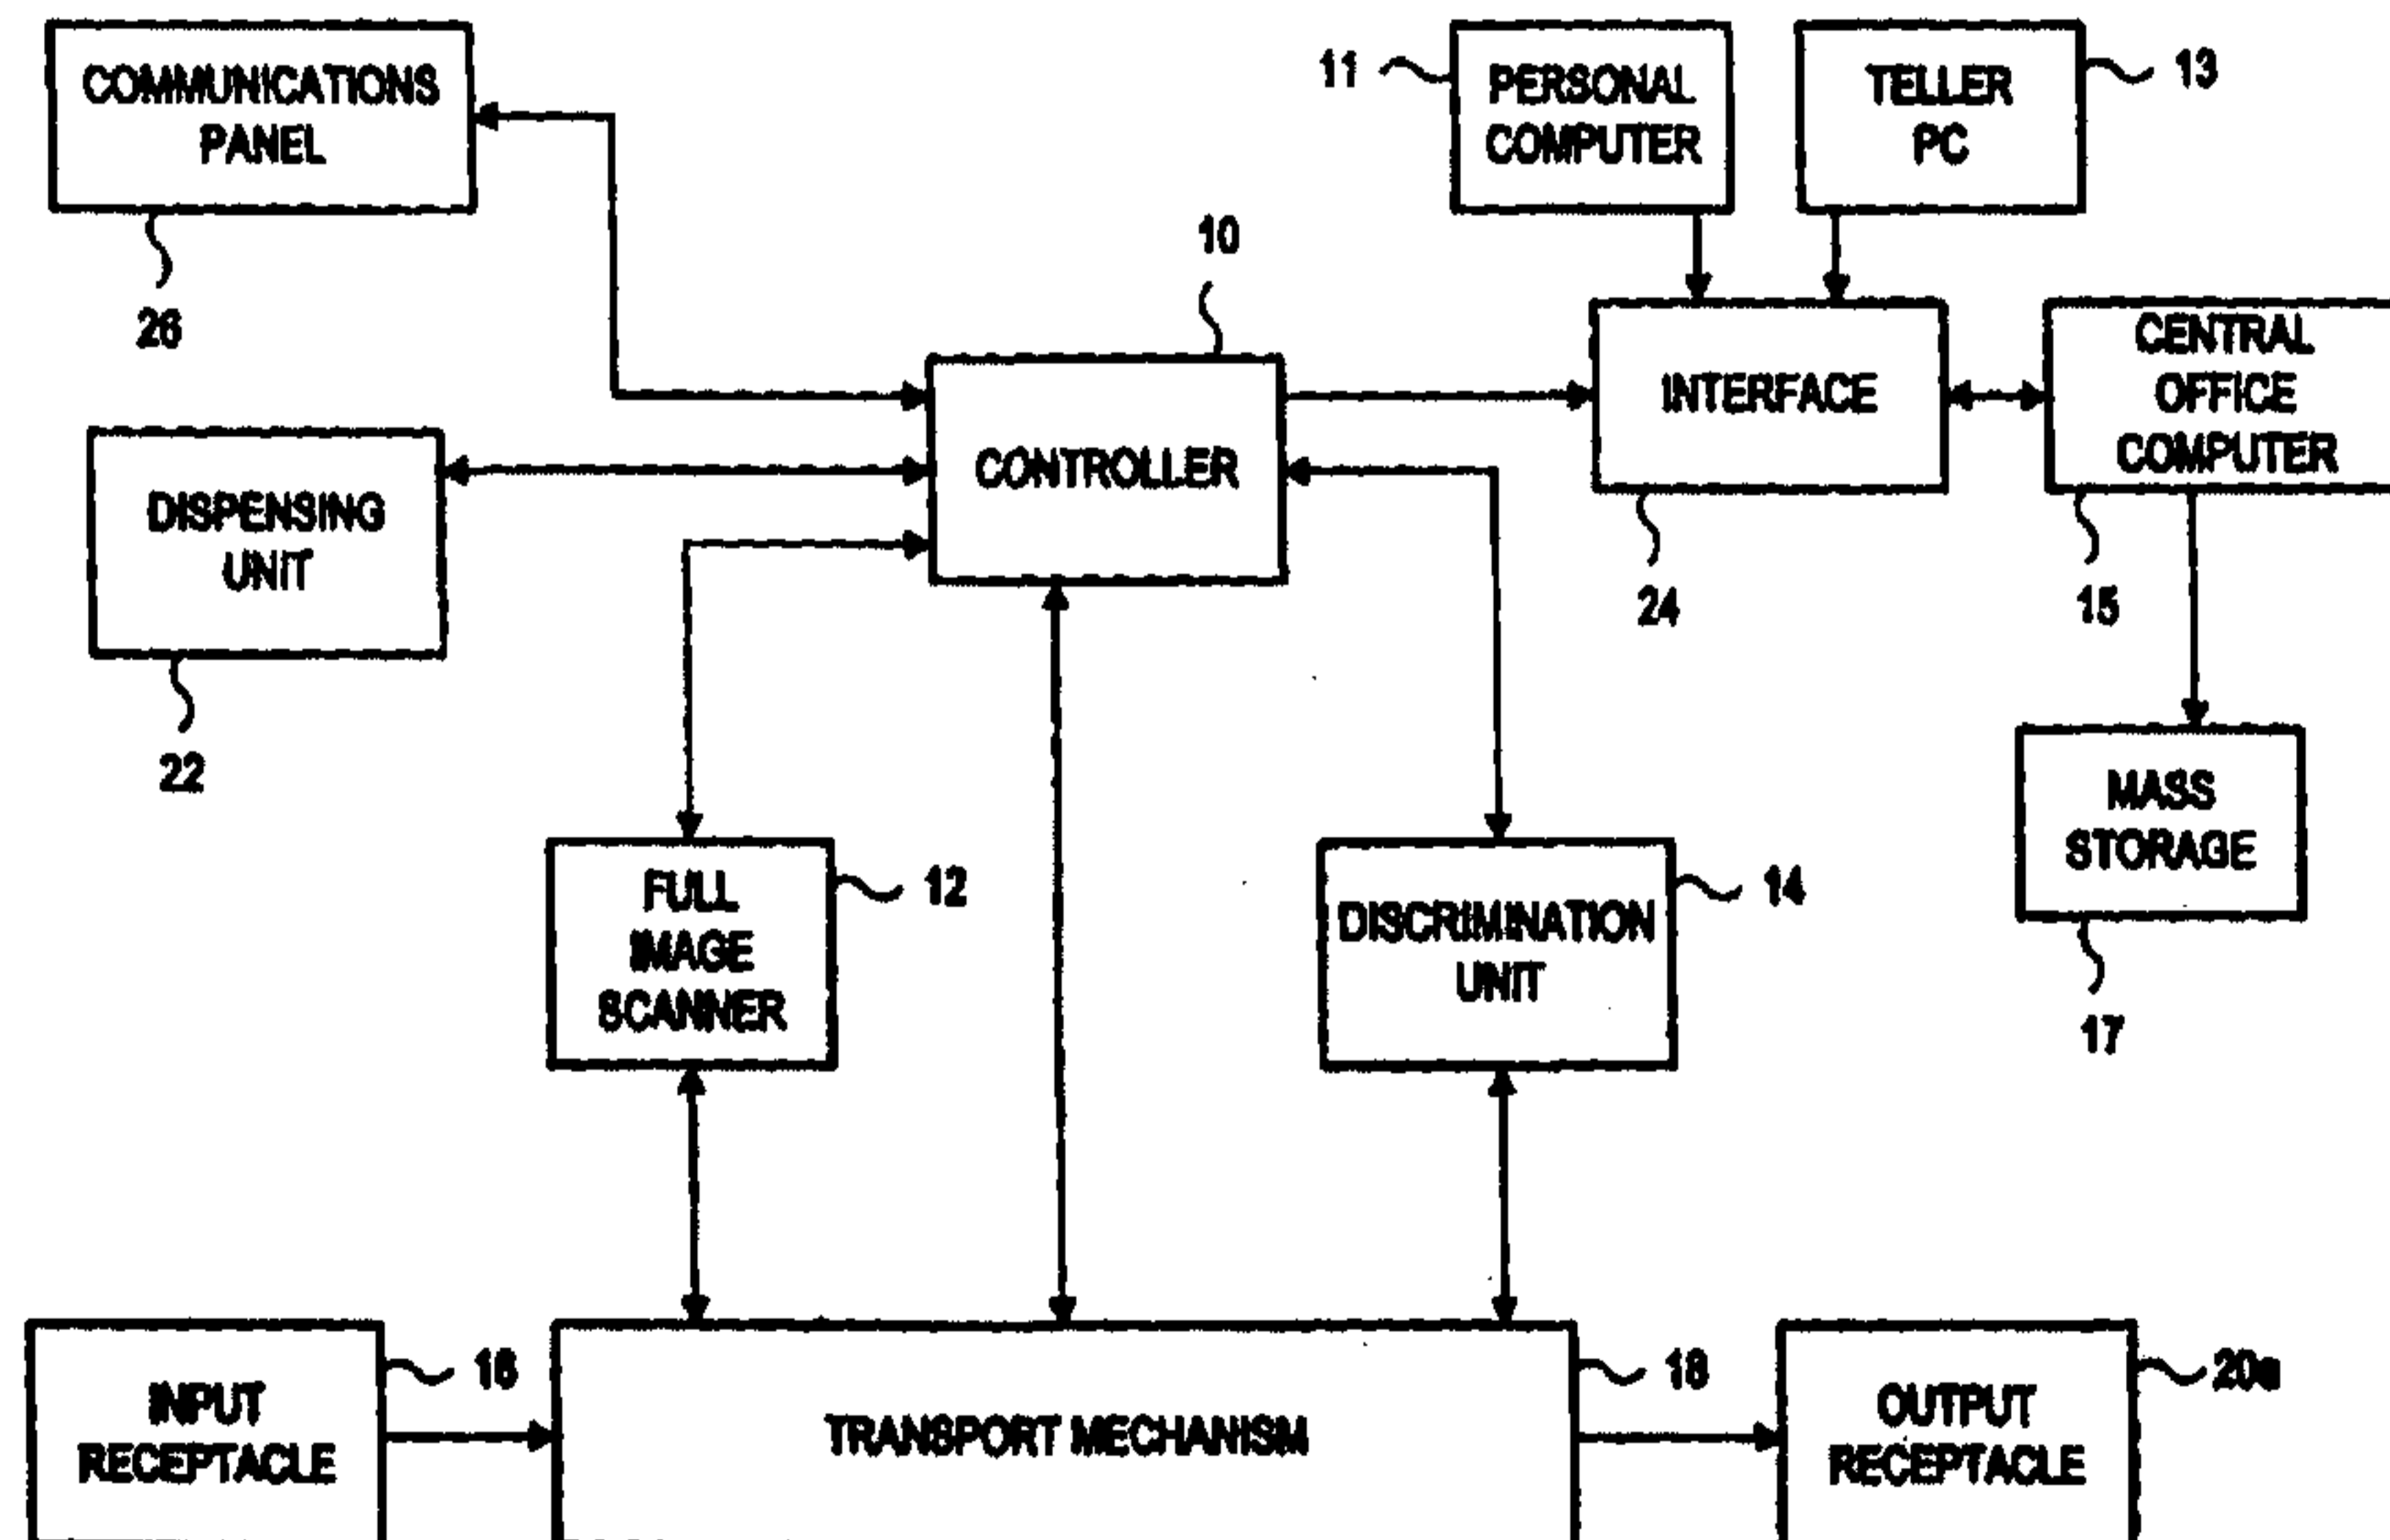 COMMUNICATIONS
PANEL
26
11
PERSONAL
COMPUTER
TELLER
PC
13
10
CONTROLLER
INTERFACE
24
CENTRAL
OFFICE
COMPUTER
15
DISPENSING
UNIT
22
MASS
STORAGE
17
FULL
IMAGE
SCANNER
12
DISCRIMINATION
UNIT
14
INPUT
RECEPTACLE
16
TRANSPORT MECHANISM
18
OUTPUT
RECEPTACLE
20a